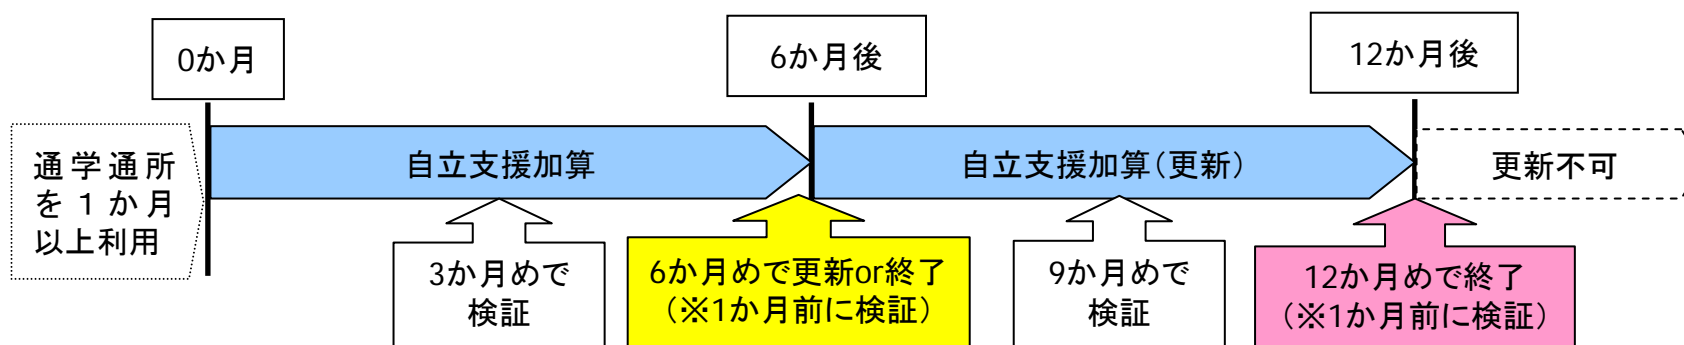 0か月
6か月後
12か月後
通学通所
を１か月
以上利用
自立支援加算
自立支援加算（更新）
更新不可
3か月めで
検証
6か月めで更新or終了
（※1か月前に検証）
9か月めで
検証
12か月めで終了
（※1か月前に検証）